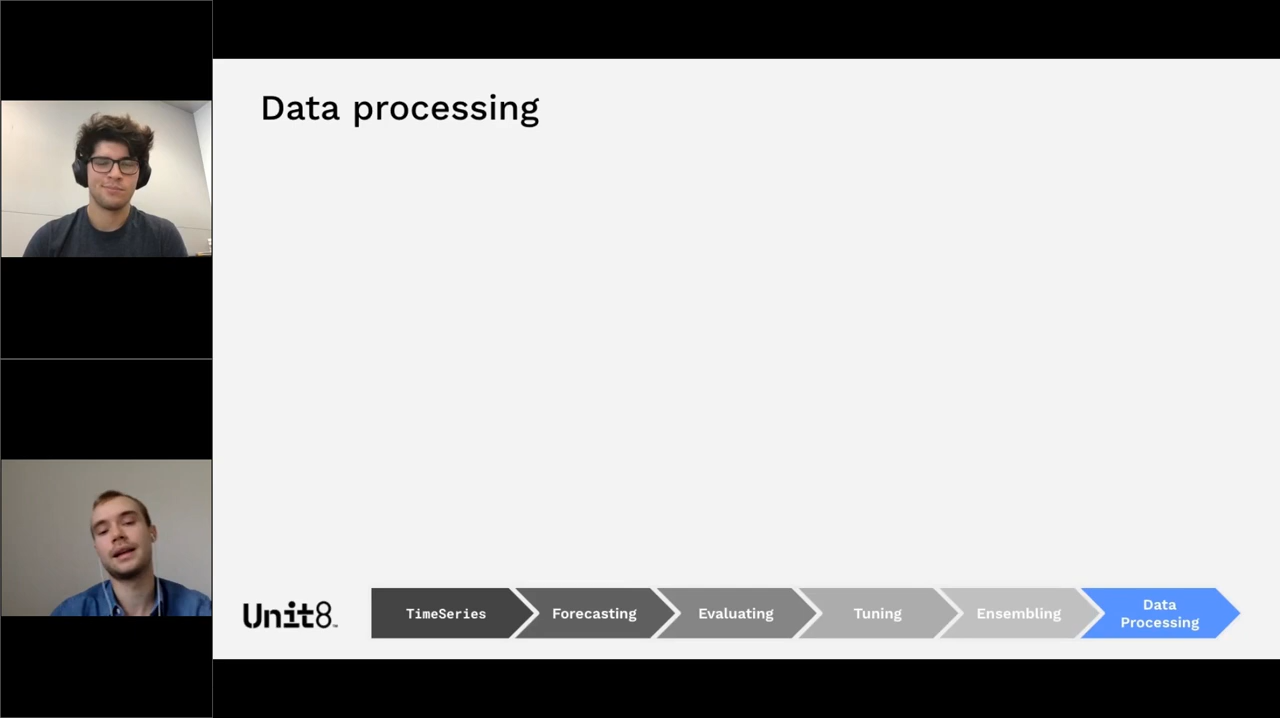 Data processing
Unit8
TimeSeries
Forecasting
Evaluating
Tuning
Ensembling
Data
Processing